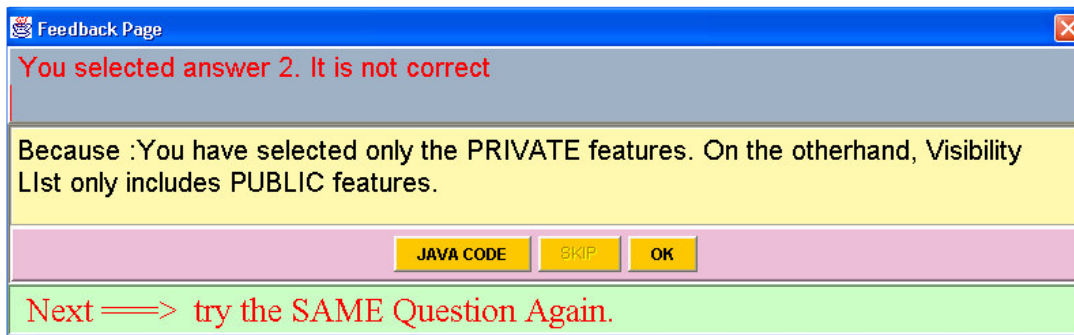 Feedback Page
You selected answer 2. It is not correct
Because :You have selected only the PRIVATE features. On the otherhand, Visibility
LIst only includes PUBLIC features.
JAVA CODE SKIP OK
Next ===> try the SAME Question Again.